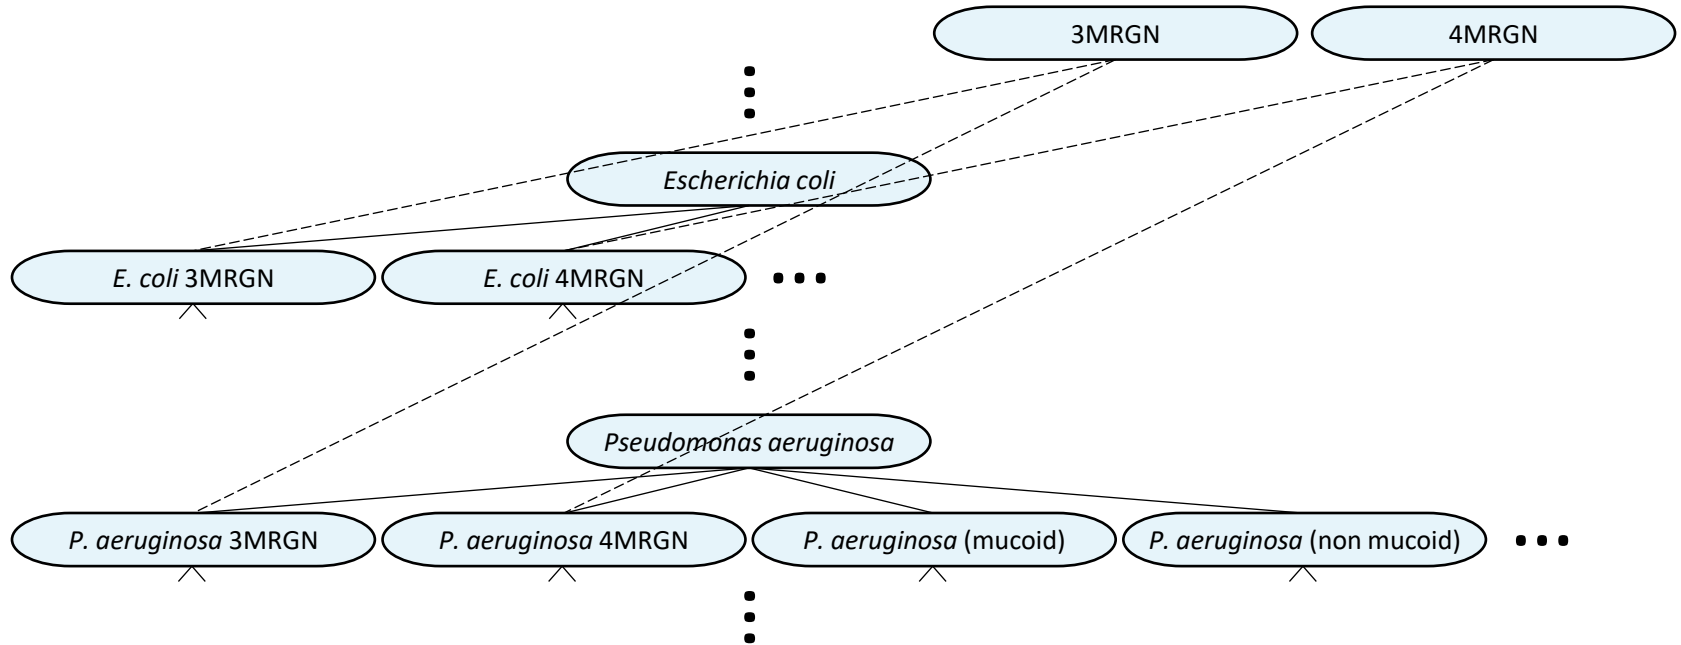 3MRGN
4MRGN
Escherichia coli
E. coli 3MRGN
E. coli 4MRGN
Pseudomonas aeruginosa
P. aeruginosa 3MRGN
P. aeruginosa 4MRGN
P. aeruginosa (mucoid)
P. aeruginosa (non mucoid)